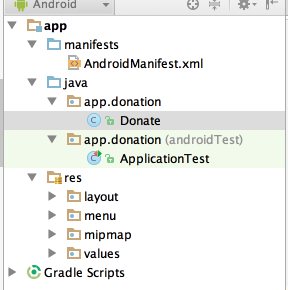 Android
app
manifests
AndroidManifest.xml
java
app.donation
Donate
app.donation (androidTest)
ApplicationTest
res
layout
menu
mipmap
values
Gradle Scripts